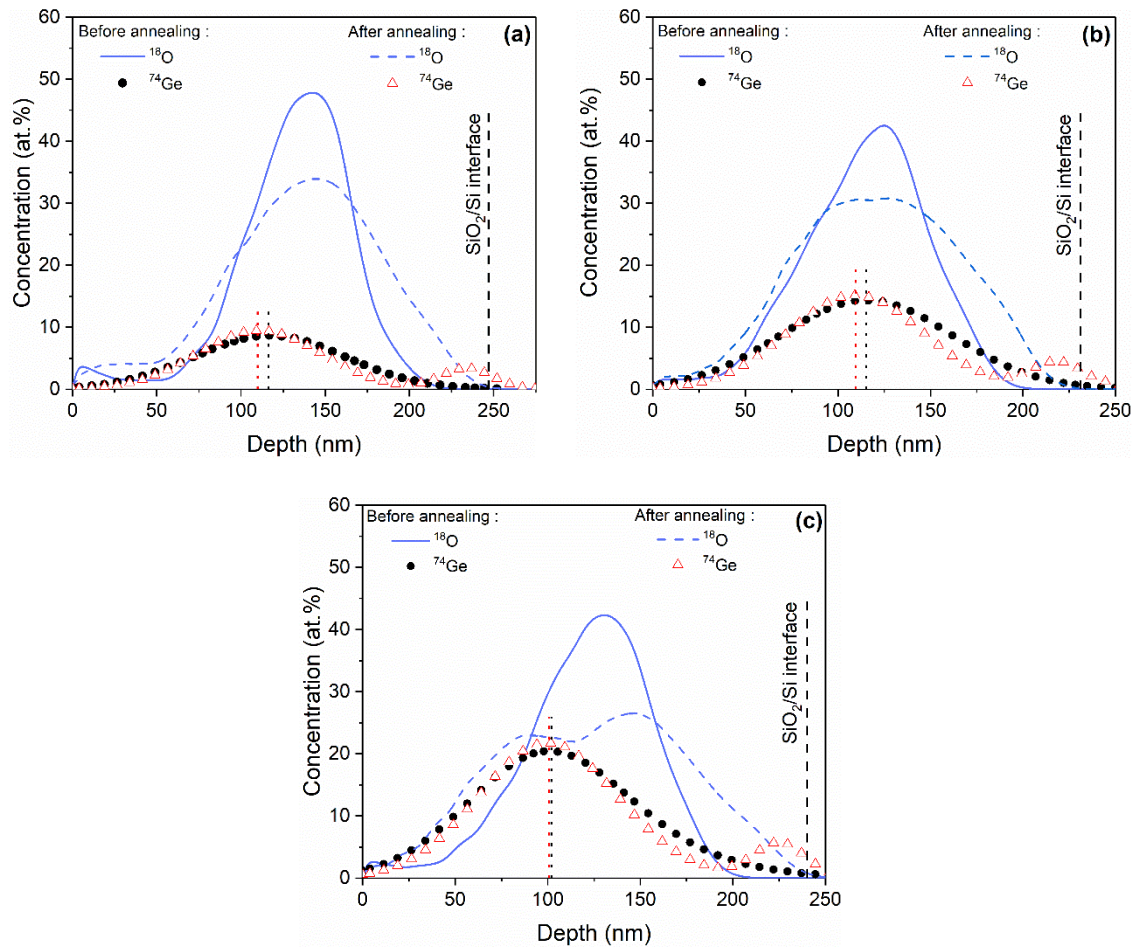 (a)
Before annealing :
After annealing :
¹⁸O
¹⁸O
⁷⁴Ge
⁷⁴Ge
SiO₂/Si interface
Concentration (at.%)
60
50
40
30
20
10
0
0
50
100
150
200
250
Depth (nm)
(b)
Before annealing :
After annealing :
¹⁸O
¹⁸O
⁷⁴Ge
⁷⁴Ge
SiO₂/Si interface
Concentration (at.%)
60
50
40
30
20
10
0
0
50
100
150
200
250
Depth (nm)
(c)
Before annealing :
After annealing :
¹⁸O
¹⁸O
⁷⁴Ge
⁷⁴Ge
SiO₂/Si interface
Concentration (at.%)
60
50
40
30
20
10
0
0
50
100
150
200
250
Depth (nm)